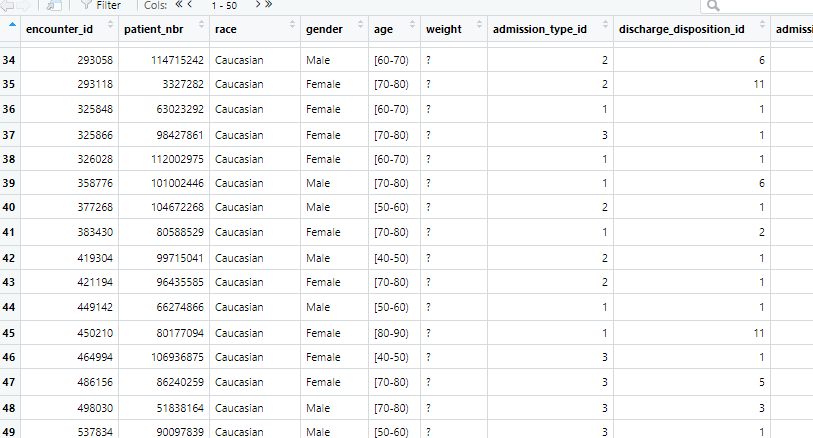 Filter Cols: « < 1 - 50 > »
encounter_id patient_nbr race gender age weight admission_type_id discharge_disposition_id admissi
34 293058 114715242 Caucasian Male [60-70) ? 2 6
35 293118 3327282 Caucasian Female [70-80) ? 2 11
36 325848 63023292 Caucasian Female [60-70) ? 1 1
37 325866 98427861 Caucasian Female [70-80) ? 3 1
38 326028 112002975 Caucasian Female [60-70) ? 1 1
39 358776 101002446 Caucasian Male [70-80) ? 1 6
40 377268 104672268 Caucasian Male [50-60) ? 2 1
41 383430 80588529 Caucasian Female [70-80) ? 1 2
42 419304 99715041 Caucasian Male [40-50) ? 2 1
43 421194 96435585 Caucasian Female [70-80) ? 2 1
44 449142 66274866 Caucasian Male [50-60) ? 1 1
45 450210 80177094 Caucasian Female [80-90) ? 1 11
46 464994 106936875 Caucasian Female [40-50) ? 3 1
47 486156 86240259 Caucasian Female [70-80) ? 3 5
48 498030 51838164 Caucasian Male [70-80) ? 3 3
49 537834 90097839 Caucasian Male [50-60) ? 3 1